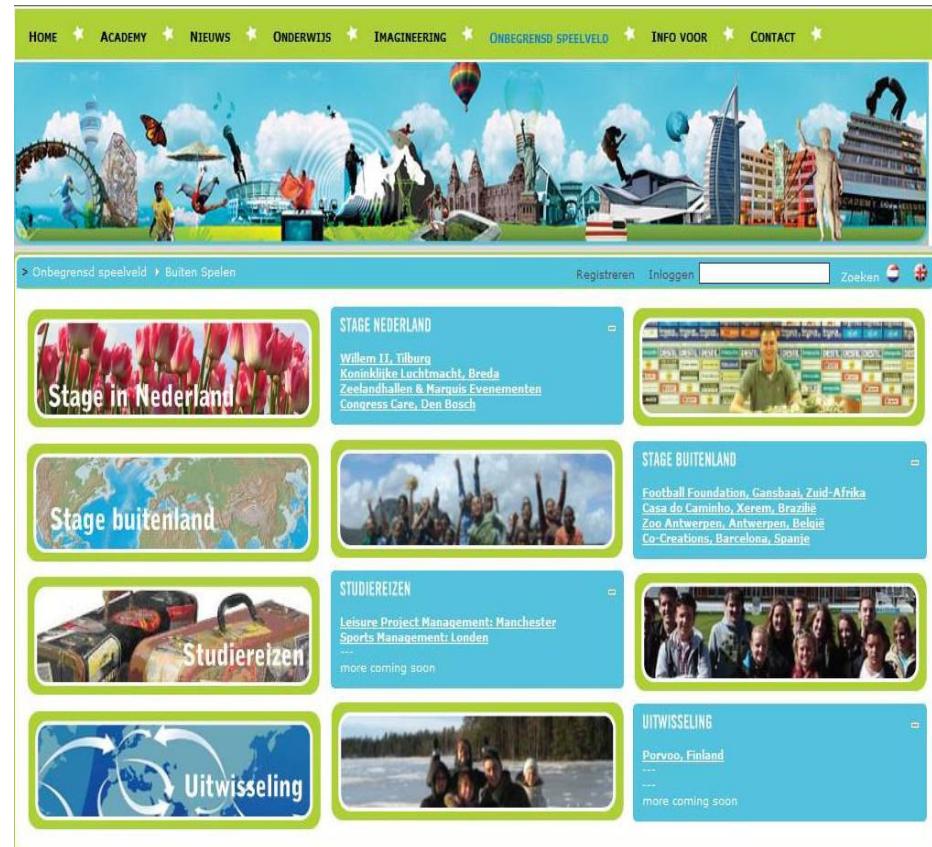 Home Academy Nieuws Onderwijs Imagineering Onbegrensd speelveld Info voor Contact
> Onbegrensd speelveld Buiten Spelen Registreren Inloggen Zoeken
Stage in Nederland
STAGE NEDERLAND
Willem II, Tilburg
Koninklijke Luchtmacht, Breda
Zeelandhallen & Marquis Evenementen
Congress Care, Den Bosch
Stage buitenland
STAGE BUITENLAND
Football Foundation, Gansbaai, Zuid-Afrika
Casa do Caminho, Xerem, Brazilië
Zoo Antwerpen, Antwerpen, België
Co-Creations, Barcelona, Spanje
Studiereizen
STUDIEREIZEN
Leisure Project Management: Manchester
Sports Management: Londen
---
more coming soon
Uitwisseling
UITWISSELING
Porvoo, Finland
---
---
more coming soon